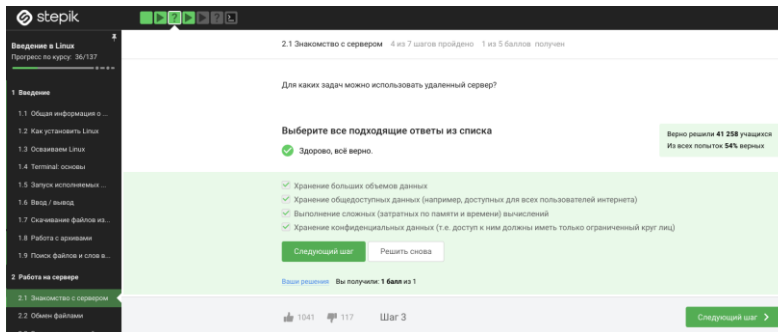 stepik
Введение в Linux
Прогресс по курсу: 36/137
1 Введение
1.1 Общая информация о ...
1.2 Как установить Linux
1.3 Осваиваем Linux
1.4 Terminal: основы
1.5 Запуск исполняемых ...
1.6 Ввод / вывод
1.7 Скачивание файлов из...
1.8 Работа с архивами
1.9 Поиск файлов и слов в...
2 Работа на сервере
2.1 Знакомство с сервером
2.2 Обмен файлами
2.1 Знакомство с сервером 4 из 7 шагов пройдено 1 из 5 баллов получен
Для каких задач можно использовать удаленный сервер?
Выберите все подходящие ответы из списка
Здорово, всё верно.
Верно решили 41 258 учащихся
Из всех попыток 54% верных
Хранение больших объемов данных
Хранение общедоступных данных (например, доступных для всех пользователей интернета)
Выполнение сложных (затратных по памяти и времени) вычислений
Хранение конфиденциальных данных (т.е. доступ к ним должны иметь только ограниченный круг лиц)
Следующий шаг Решить снова
Ваши решения Вы получили: 1 балл из 1
1041 117 Шаг 3
Следующий шаг